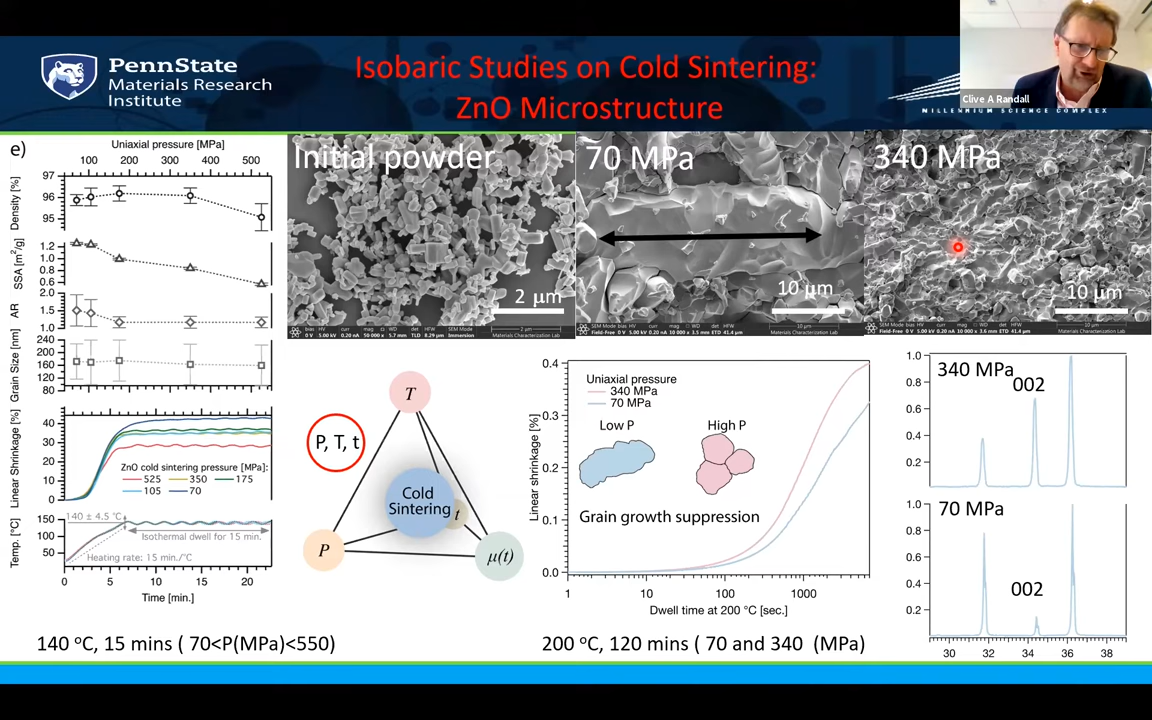 PennState
Materials Research
Institute
Isobaric Studies on Cold Sintering:
ZnO Microstructure
Clive A Randall
MILLENNIUM SCIENCE COMPLEX
e)
Uniaxial pressure [MPa]
100 200 300 400 500
Density [%]
97
96
95
SSA [m²/g]
1.2
1.0
0.8
0.6
AR
2.0
1.5
1.0
Grain Size [nm]
240
200
160
120
80
Linear Shrinkage [%]
40
30
20
10
0
ZnO cold sintering pressure [MPa]:
525 350 175
105 70
Temp. [°C]
150
100
50
140 ± 4.5 °C
Isothermal dwell for 15 min.
Heating rate: 15 min./°C
0 5 10 15 20
Time [min.]
140 °C, 15 mins ( 70<P(MPa)<550)
Initial powder
2 μm
70 MPa
10 μm
340 MPa
10 μm
P, T, t
T
Cold
Sintering
t
P
μ(t)
Linear shrinkage [%]
0.4
0.3
0.2
0.1
0.0
Uniaxial pressure
340 MPa
70 MPa
Low P
High P
Grain growth suppression
1 10 100 1000
Dwell time at 200 °C [sec.]
200 °C, 120 mins ( 70 and 340 (MPa)
1.0
0.8
0.6
0.4
0.2
340 MPa
002
1.0
0.8
0.6
0.4
0.2
70 MPa
002
30 32 34 36 38